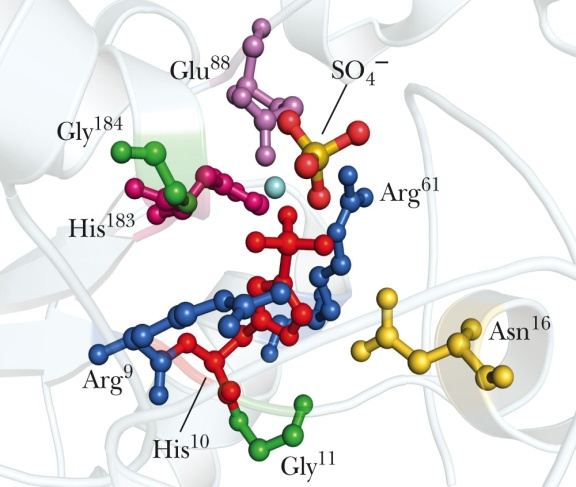 Glu⁸⁸
SO₄⁻
Gly¹⁸⁴
Arg⁶¹
His¹⁸³
Asn¹⁶
Arg⁹
His¹⁰
Gly¹¹